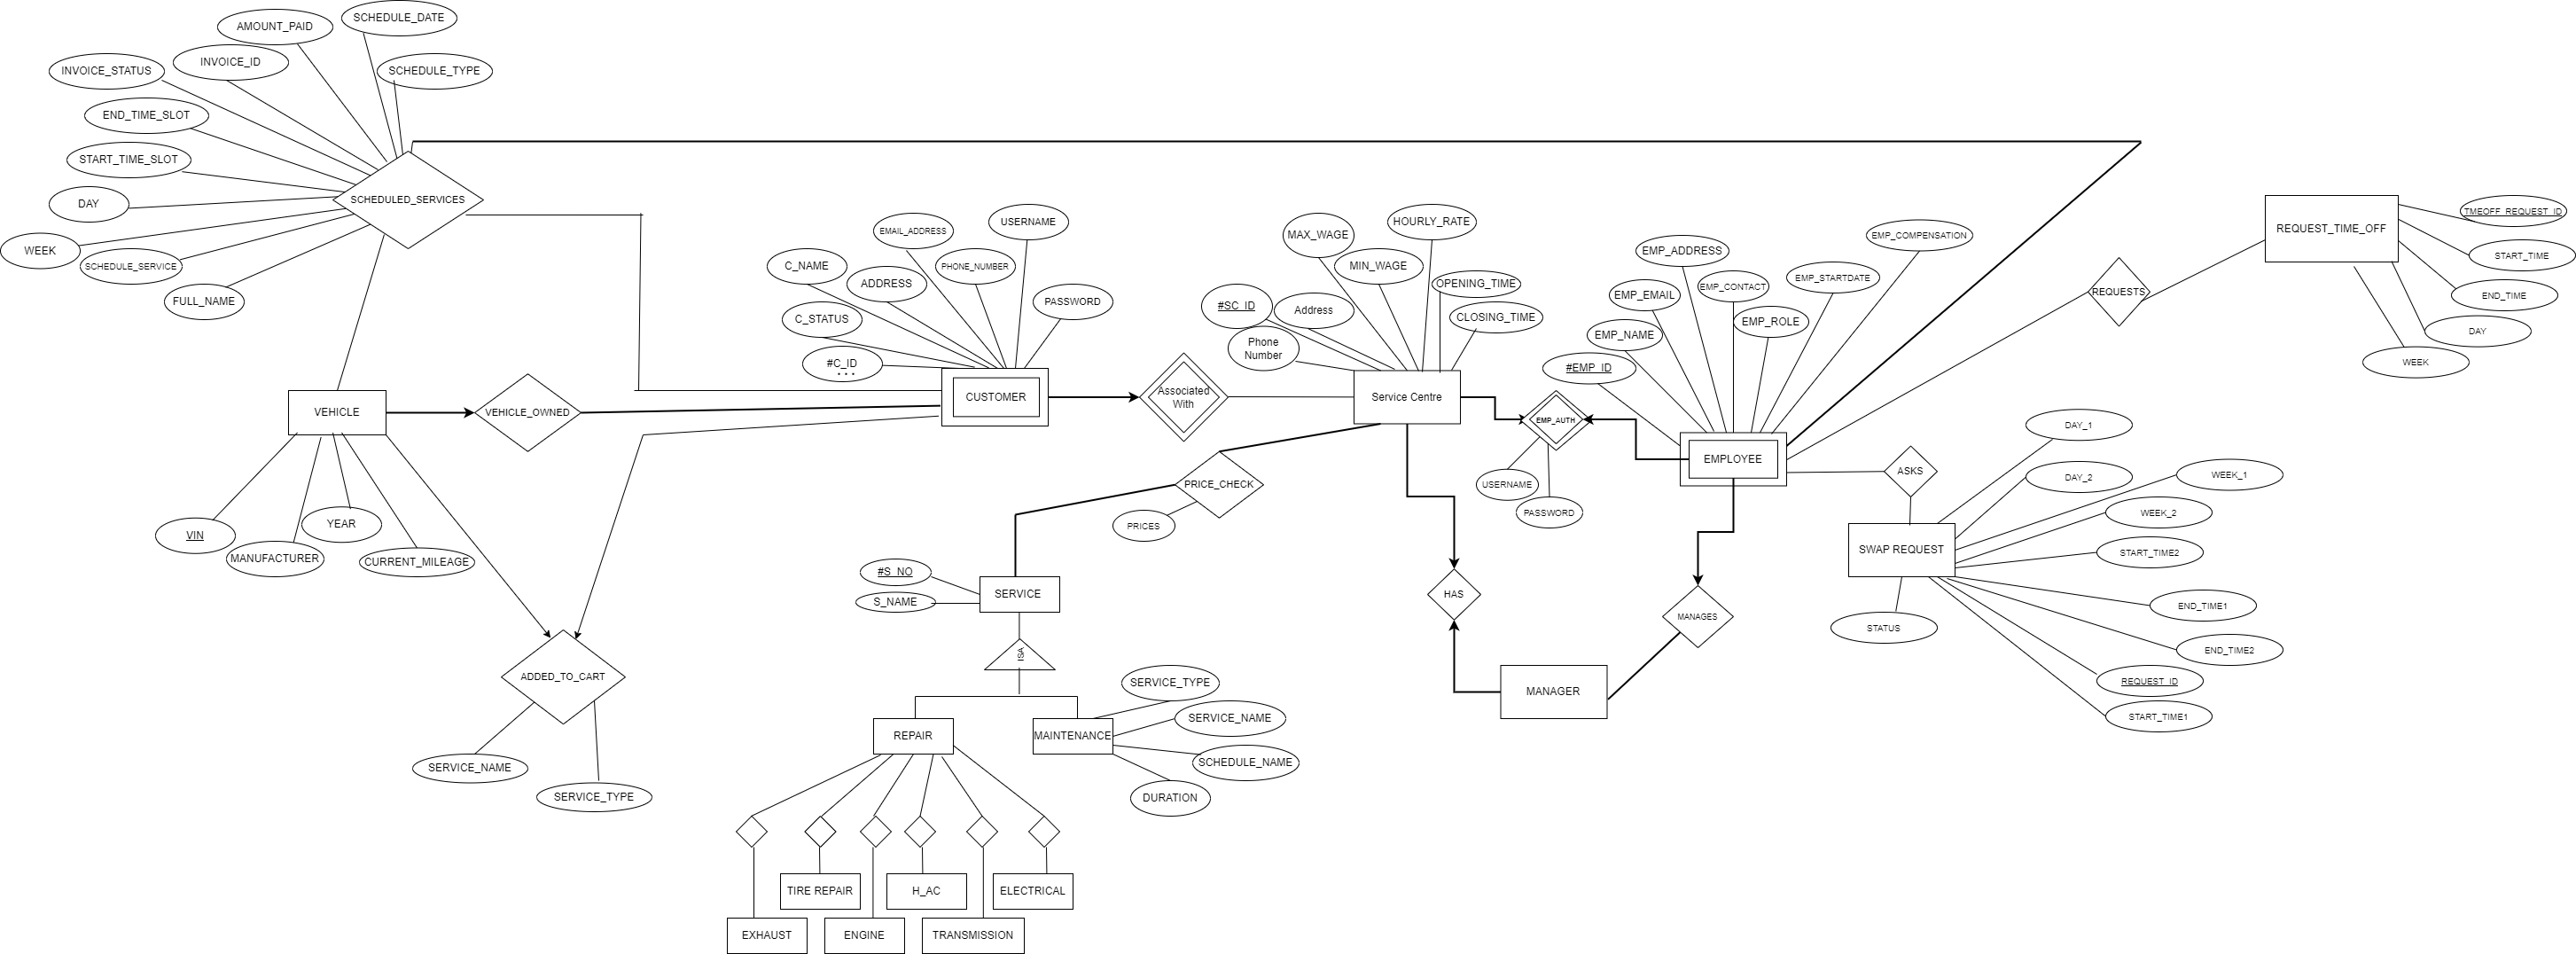 SCHEDULE_DATE
AMOUNT_PAID
INVOICE_ID
SCHEDULE_TYPE
INVOICE_STATUS
END_TIME_SLOT
START_TIME_SLOT
DAY
SCHEDULED_SERVICES
WEEK
SCHEDULE_SERVICE
FULL_NAME
VEHICLE
VEHICLE_OWNED
VIN
MANUFACTURER
YEAR
CURRENT_MILEAGE
ADDED_TO_CART
SERVICE_NAME
SERVICE_TYPE
USERNAME
EMAIL_ADDRESS
C_NAME
ADDRESS
PHONE_NUMBER
C_STATUS
PASSWORD
#C_ID
CUSTOMER
Associated
With
HOURLY_RATE
MAX_WAGE
MIN_WAGE
OPENING_TIME
#SC_ID
Address
CLOSING_TIME
Phone
Number
Service Centre
PRICE_CHECK
PRICES
#S_NO
S_NAME
SERVICE
ISA
REPAIR
MAINTENANCE
SERVICE_TYPE
SERVICE_NAME
SCHEDULE_NAME
DURATION
TIRE REPAIR
H_AC
ELECTRICAL
EXHAUST
ENGINE
TRANSMISSION
EMP_AUTH
USERNAME
PASSWORD
HAS
MANAGER
MANAGES
EMP_COMPENSATION
EMP_ADDRESS
EMP_STARTDATE
EMP_CONTACT
EMP_EMAIL
EMP_ROLE
EMP_NAME
#EMP_ID
EMPLOYEE
REQUESTS
REQUEST_TIME_OFF
TMEOFF_REQUEST_ID
START_TIME
END_TIME
DAY
WEEK
ASKS
SWAP REQUEST
DAY_1
DAY_2
WEEK_1
WEEK_2
START_TIME2
END_TIME1
STATUS
END_TIME2
REQUEST_ID
START_TIME1